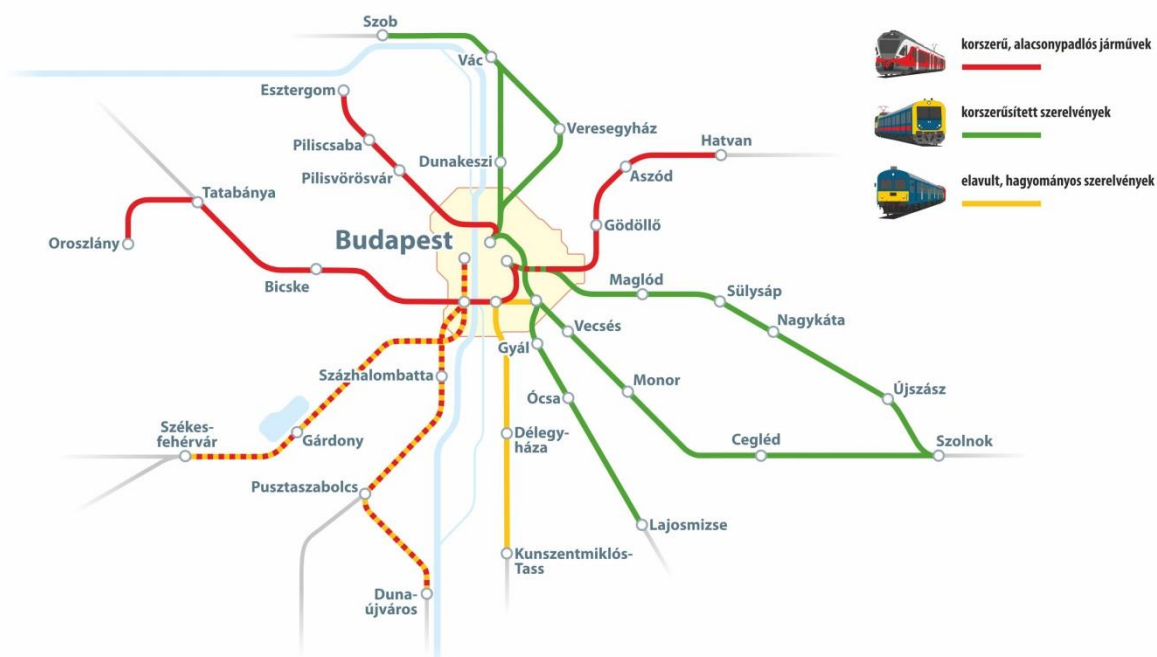 Szob
Vác
Esztergom
Veresegyház
Piliscsaba
Hatvan
Dunakeszi
Pilisvörösvár
Aszód
Tatabánya
Gödöllő
Oroszlány
Budapest
Bicske
Maglód
Sülysáp
Nagykáta
Vecsés
Gyál
Százhalombatta
Monor
Ócsa
Újszász
Székes-
fehérvár
Gárdony
Délegy-
háza
Cegléd
Szolnok
Pusztaszabolcs
Lajosmizse
Kunszentmiklós-
Tass
Duna-
újváros
korszerű, alacsonypadlós járművek
korszerűsített szerelvények
elavult, hagyományos szerelvények